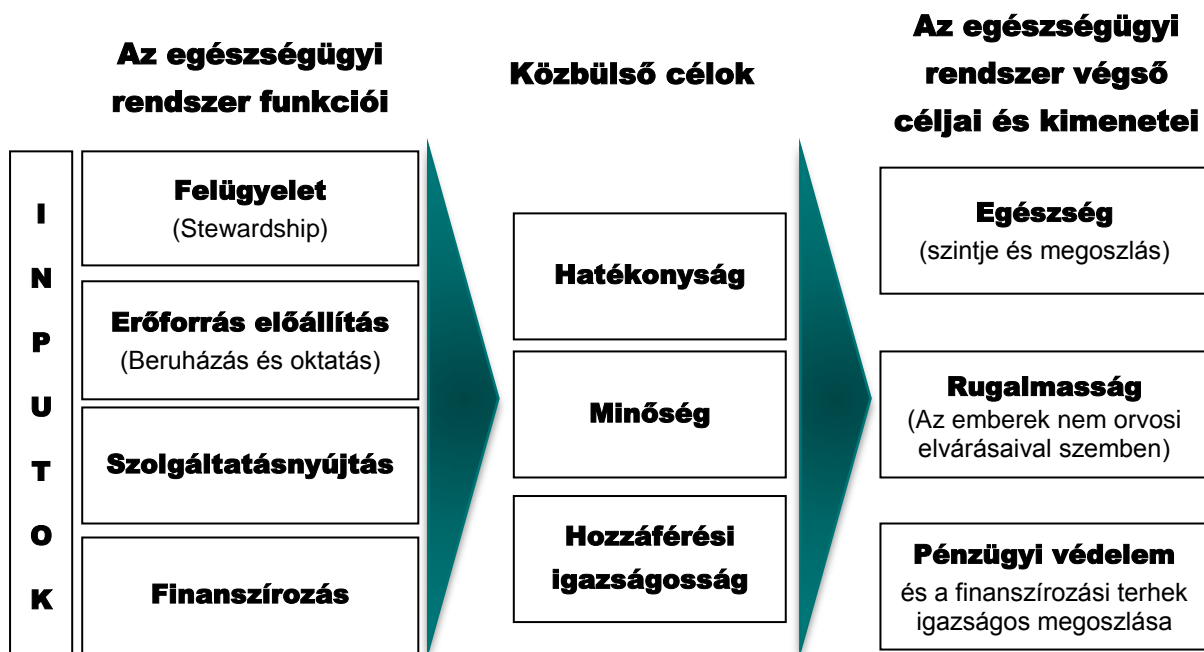 Az egészségügyi
rendszer funkciói
I
N
P
U
T
O
K
Felügyelet
(Stewardship)
Erőforrás előállítás
(Beruházás és oktatás)
Szolgáltatásnyújtás
Finanszírozás
Közbülső célok
Hatékonyság
Minőség
Hozzáférési
igazságosság
Az egészségügyi
rendszer végső
céljai és kimenetei
Egészség
(szintje és megoszlás)
Rugalmasság
(Az emberek nem orvosi
elvárásaival szemben)
Pénzügyi védelem
és a finanszírozási terhek
igazságos megoszlása